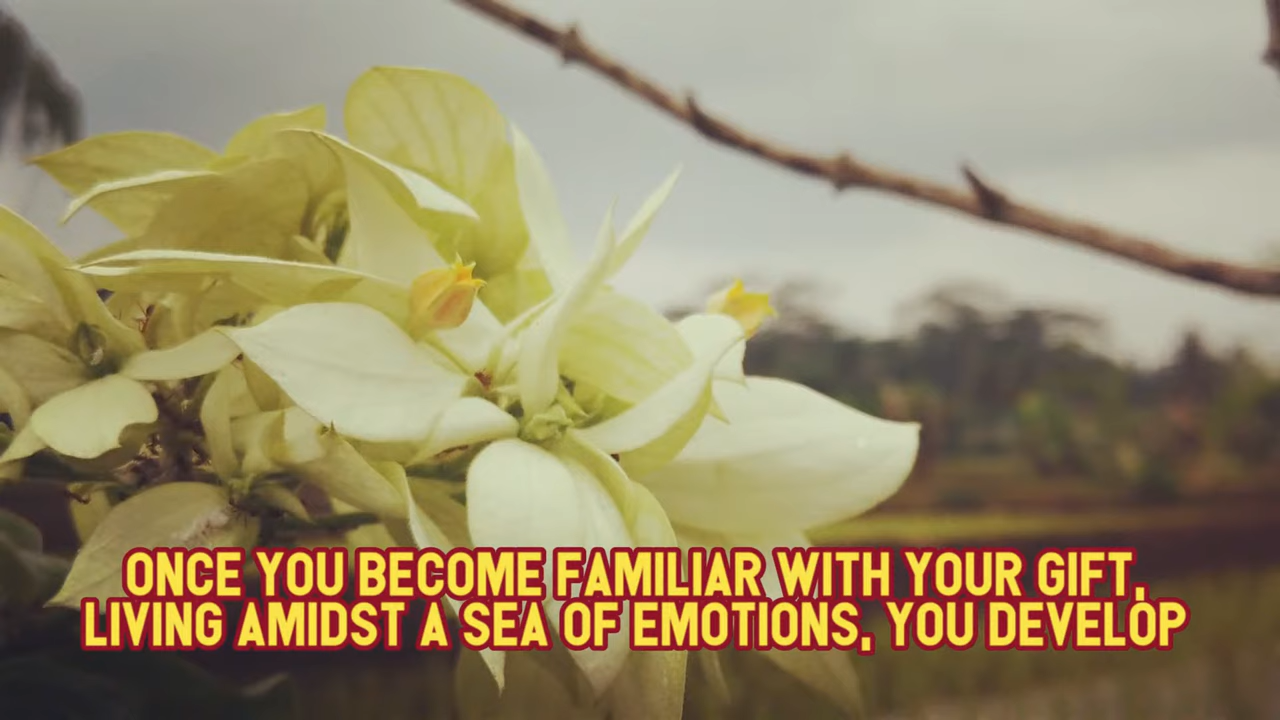 ONCE YOU BECOME FAMILIAR WITH YOUR GIFT,
LIVING AMIDST A SEA OF EMOTIONS, YOU DEVELOP